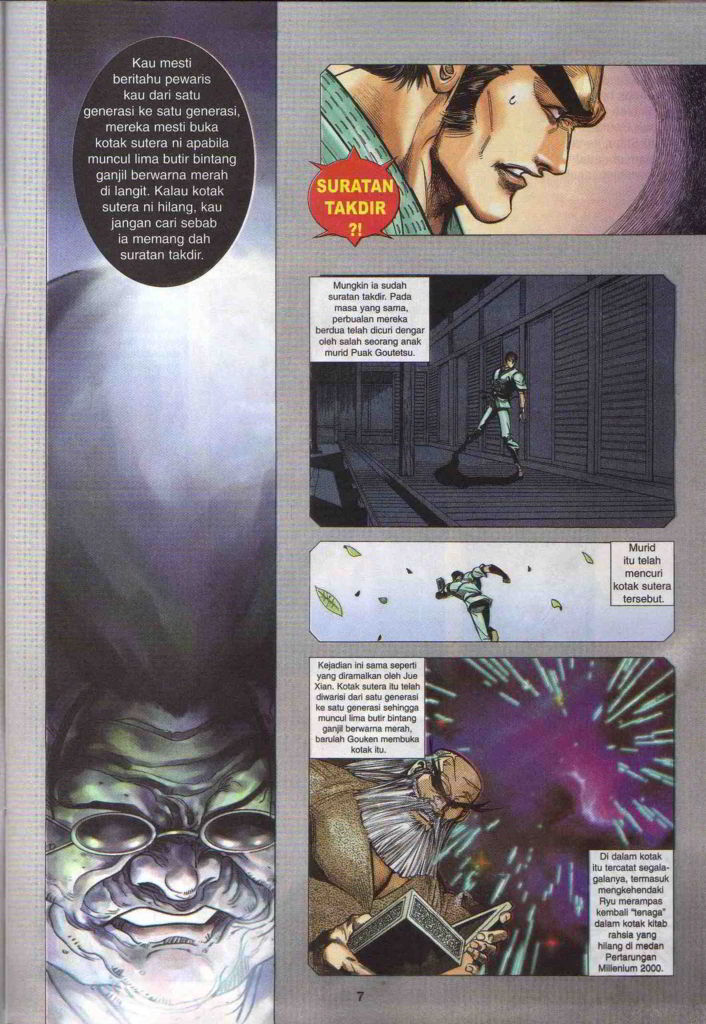 Kau mesti
beritahu pewaris
kau dari satu
generasi ke satu generasi,
mereka mesti buka
kotak sutera ni apabila
muncul lima butir bintang
ganjil berwarna merah
di langit. Kalau kotak
sutera ni hilang, kau
jangan cari sebab
ia memang dah
suratan takdir.
SURATAN
TAKDIR
?!
Mungkin ia sudah
suratan takdir. Pada
masa yang sama,
perbualan mereka
berdua telah dicuri dengar
oleh salah seorang anak
murid Puak Goutetsu.
Murid
itu telah
mencuri
kotak sutera
tersebut.
Kejadian ini sama seperti
yang diramalkan oleh Jue
Xian. Kotak sutera itu telah
diwarisi dari satu generasi
ke satu generasi sehingga
muncul lima butir bintang
ganjil berwarna merah,
barulah Gouken membuka
kotak itu.
Di dalam kotak
itu tercatat segala-
galanya, termasuk
mengkehendaki
Ryu merampas
kembali "tenaga"
dalam kotak kitab
rahsia yang
hilang di medan
Pertarungan
Millenium 2000.
7